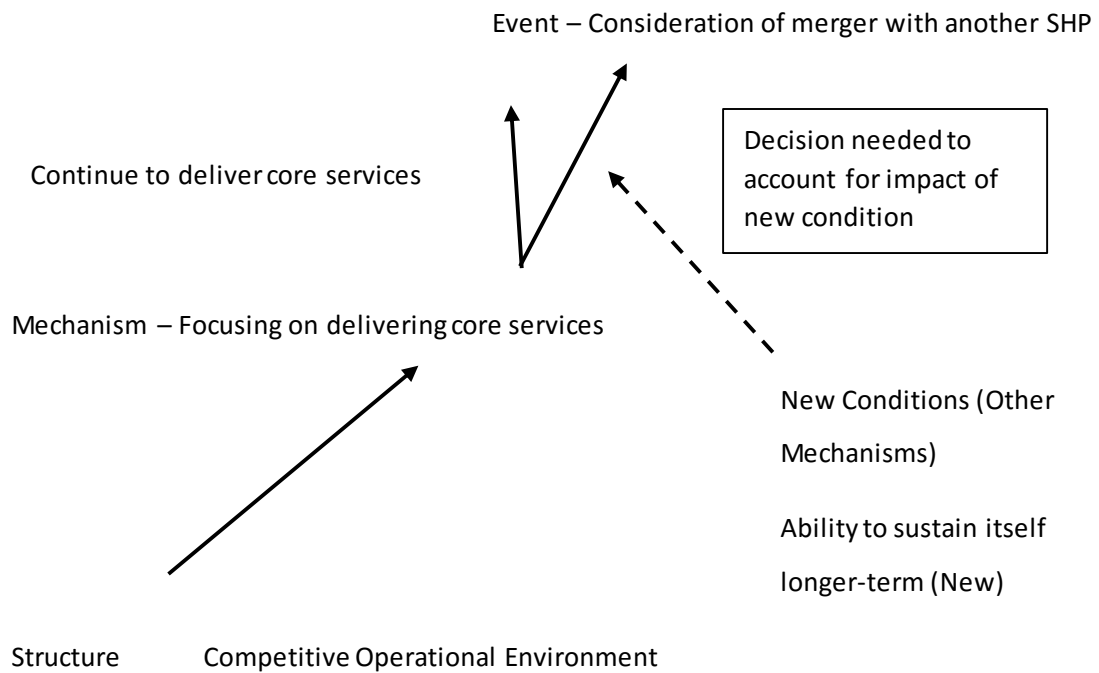 Event – Consideration of merger with another SHP
Decision needed to
account for impact of
new condition
Continue to deliver core services
Mechanism – Focusing on delivering core services
New Conditions (Other
Mechanisms)
Ability to sustain itself
longer-term (New)
Structure Competitive Operational Environment